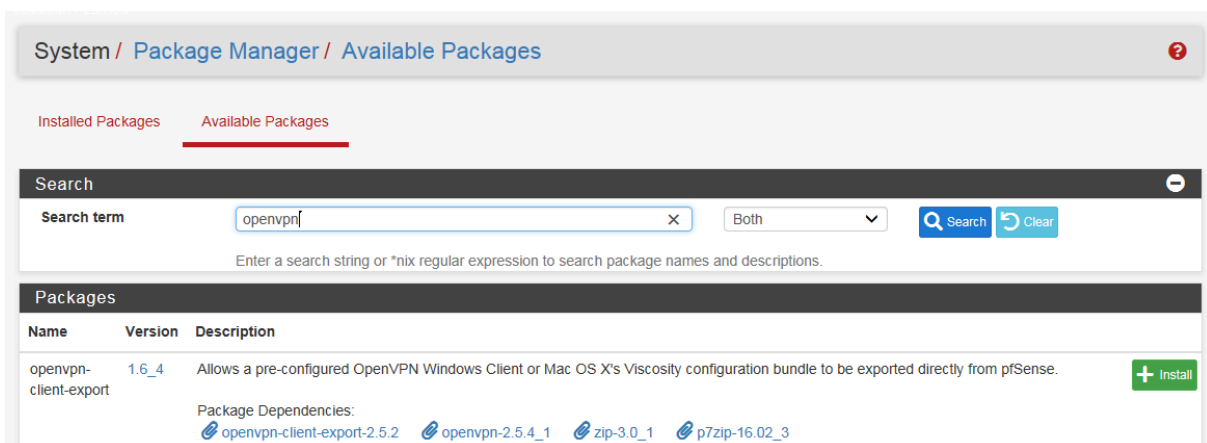 System / Package Manager / Available Packages
Installed Packages Available Packages
Search
Search term openvpn Both Search Clear
Enter a search string or *nix regular expression to search package names and descriptions.
Packages
Name Version Description
openvpn- 1.6_4 Allows a pre-configured OpenVPN Windows Client or Mac OS X's Viscosity configuration bundle to be exported directly from pfSense. Install
client-export
Package Dependencies:
openvpn-client-export-2.5.2 openvpn-2.5.4_1 zip-3.0_1 p7zip-16.02_3